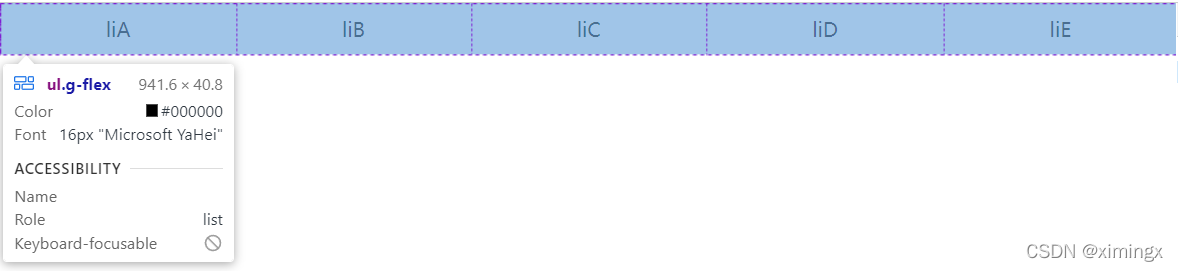 liA liB liC liD liE
ul.g-flex 941.6 × 40.8
Color #000000
Font 16px "Microsoft YaHei"
ACCESSIBILITY
Name
Role list
Keyboard-focusable
CSDN @ximingx